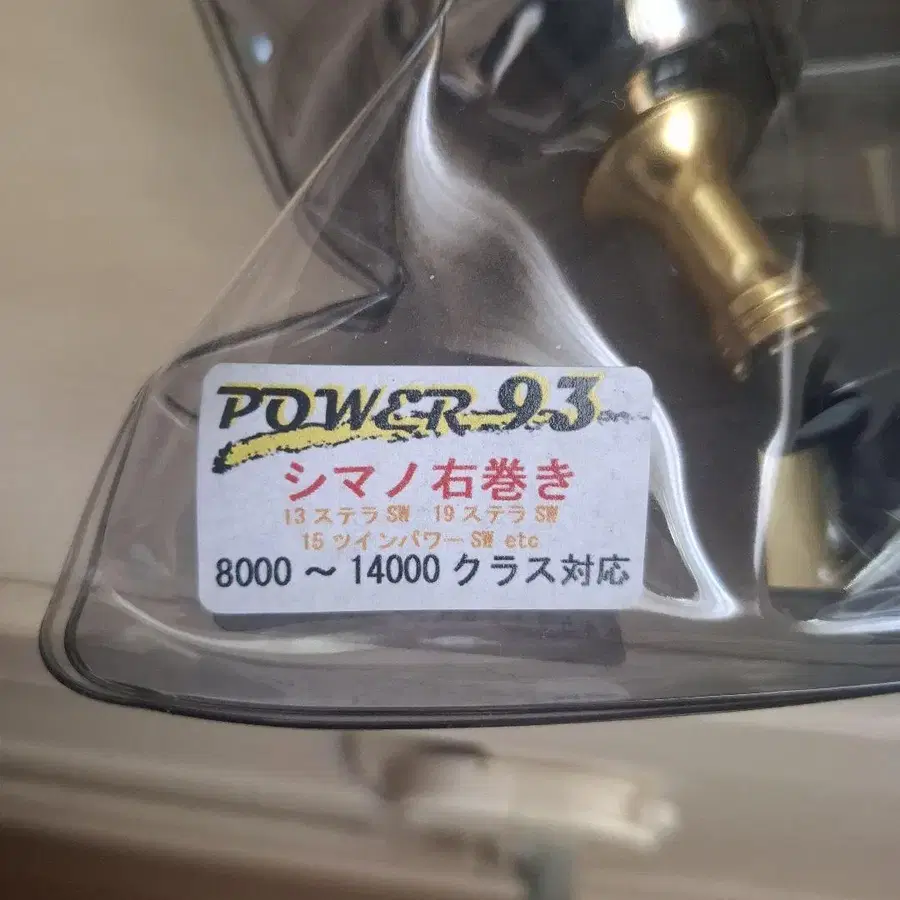 POWER 93
シマノ右巻き
13 ステラ SW 19 ステラ SW
15 ツインパワー SW etc
8000 ～ 14000 クラス対応